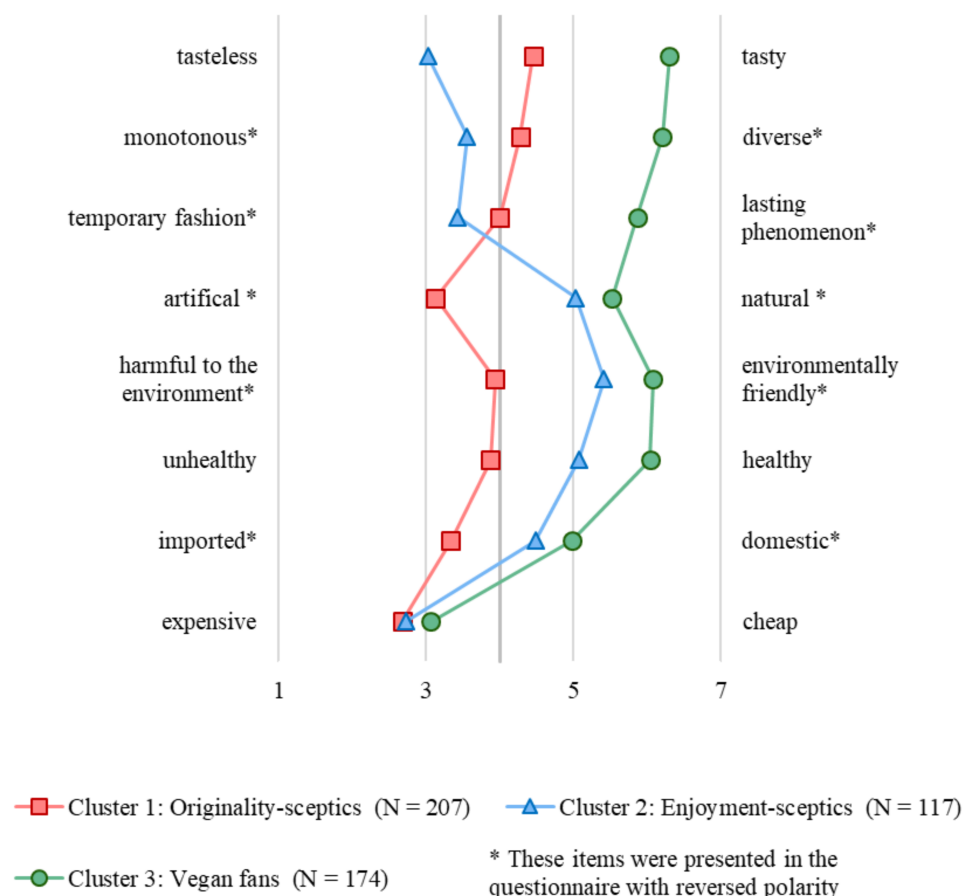 tasteless tasty
monotonous* diverse*
temporary fashion* lasting
phenomenon*
artifical * natural *
harmful to the environmentally
environment* friendly*
unhealthy healthy
imported* domestic*
expensive cheap
1 3 5 7
Cluster 1: Originality-sceptics (N = 207) Cluster 2: Enjoyment-sceptics (N = 117)
Cluster 3: Vegan fans (N = 174) * These items were presented in the
questionnaire with reversed polarity